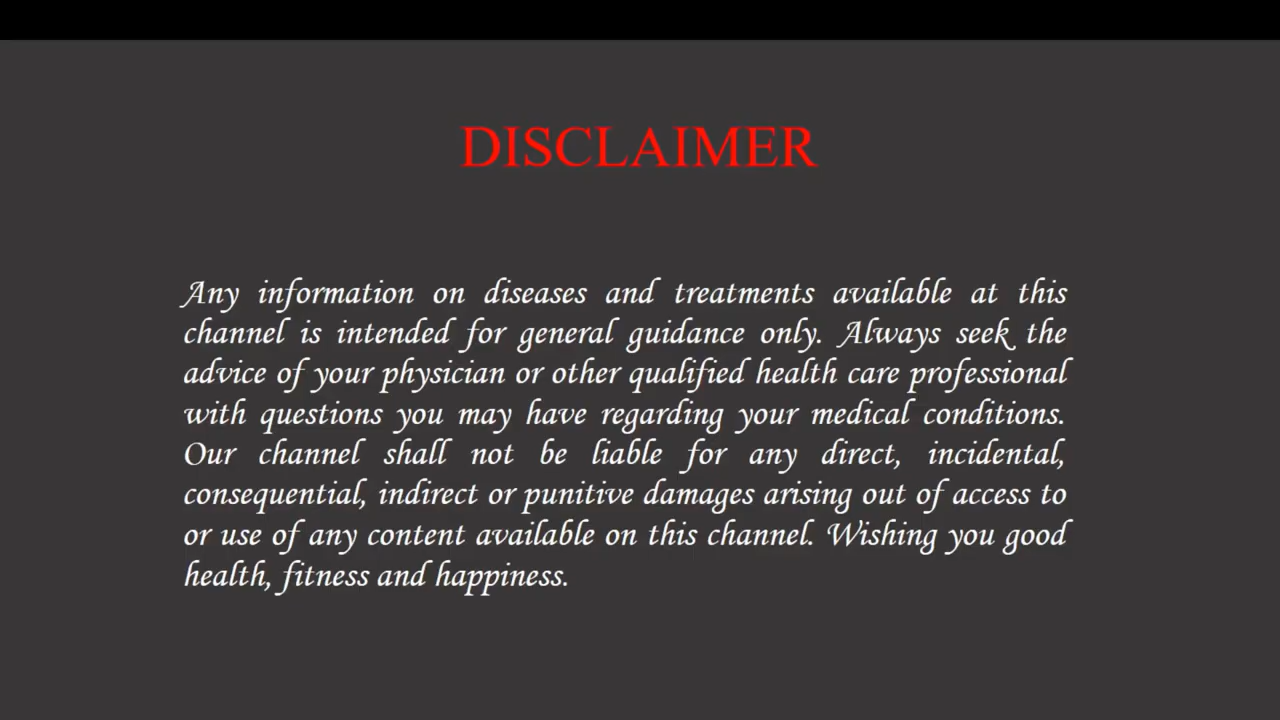 DISCLAIMER
Any information on diseases and treatments available at this
channel is intended for general guidance only. Always seek the
advice of your physician or other qualified health care professional
with questions you may have regarding your medical conditions.
Our channel shall not be liable for any direct, incidental,
consequential, indirect or punitive damages arising out of access to
or use of any content available on this channel. Wishing you good
health, fitness and happiness.